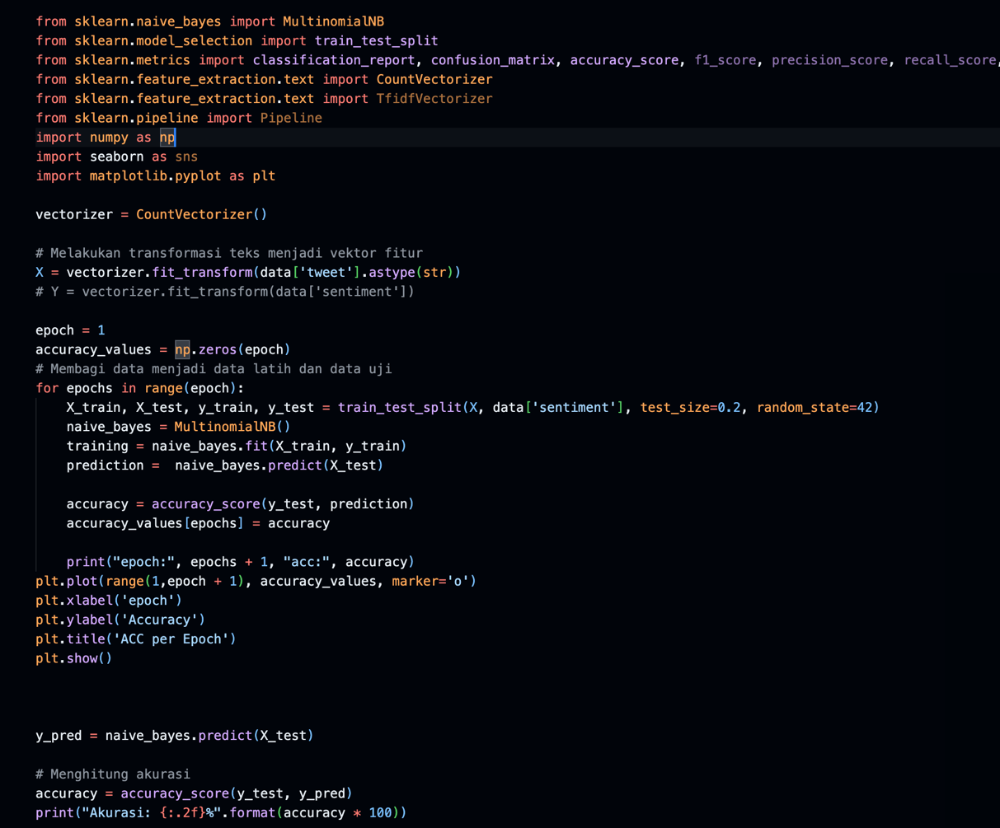 from sklearn.naive_bayes import MultinomialNB
from sklearn.model_selection import train_test_split
from sklearn.metrics import classification_report, confusion_matrix, accuracy_score, f1_score, precision_score, recall_score,
from sklearn.feature_extraction.text import CountVectorizer
from sklearn.feature_extraction.text import TfidfVectorizer
from sklearn.pipeline import Pipeline
import numpy as np
import seaborn as sns
import matplotlib.pyplot as plt

vectorizer = CountVectorizer()

# Melakukan transformasi teks menjadi vektor fitur
X = vectorizer.fit_transform(data['tweet'].astype(str))
# Y = vectorizer.fit_transform(data['sentiment'])

epoch = 1
accuracy_values = np.zeros(epoch)
# Membagi data menjadi data latih dan data uji
for epochs in range(epoch):
    X_train, X_test, y_train, y_test = train_test_split(X, data['sentiment'], test_size=0.2, random_state=42)
    naive_bayes = MultinomialNB()
    training = naive_bayes.fit(X_train, y_train)
    prediction =  naive_bayes.predict(X_test)

    accuracy = accuracy_score(y_test, prediction)
    accuracy_values[epochs] = accuracy

    print("epoch:", epochs + 1, "acc:", accuracy)
plt.plot(range(1,epoch + 1), accuracy_values, marker='o')
plt.xlabel('epoch')
plt.ylabel('Accuracy')
plt.title('ACC per Epoch')
plt.show()

y_pred = naive_bayes.predict(X_test)

# Menghitung akurasi
accuracy = accuracy_score(y_test, y_pred)
print("Akurasi: {:.2f}%".format(accuracy * 100))